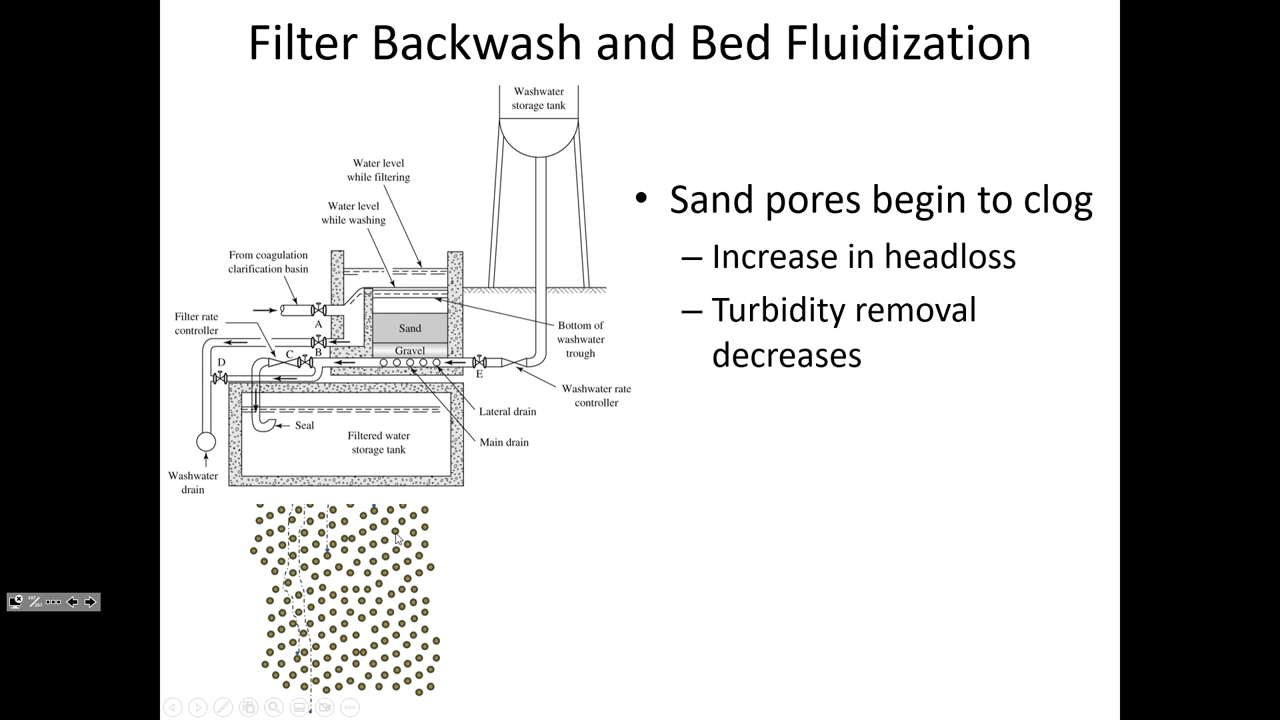 Filter Backwash and Bed Fluidization
Washwater
storage tank
Water level
while filtering
Water level
while washing
From coagulation
clarification basin
Filter rate
controller
A
B
C
D
E
Sand
Gravel
Bottom of
washwater
trough
Washwater rate
controller
Lateral drain
Main drain
Seal
Filtered water
storage tank
Washwater
drain
• Sand pores begin to clog
– Increase in headloss
– Turbidity removal
decreases